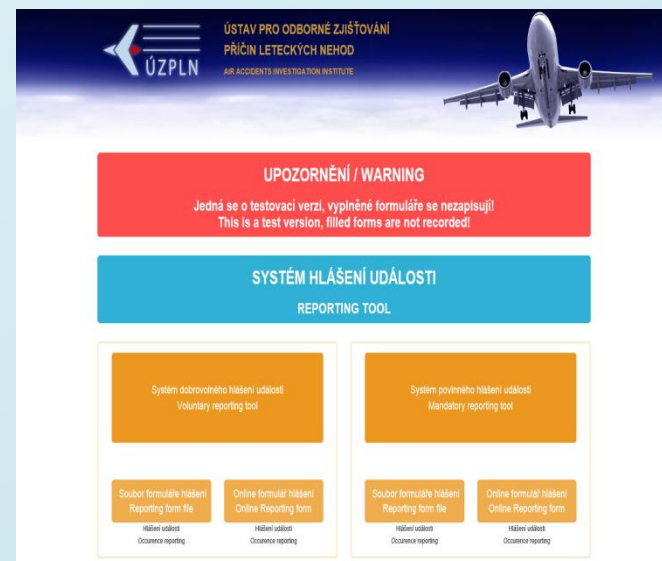 ÚZPLN
ÚSTAV PRO ODBORNÉ ZJIŠŤOVÁNÍ
PŘÍČIN LETECKÝCH NEHOD
AIR ACCIDENTS INVESTIGATION INSTITUTE
UPOZORNĚNÍ / WARNING
Jedná se o testovací verzi, vyplněné formuláře se nezapisují!
This is a test version, filled forms are not recorded!
SYSTÉM HLÁŠENÍ UDÁLOSTI
REPORTING TOOL
Systém dobrovolného hlášení události
Voluntary reporting tool
Soubor formuláře hlášení
Reporting form file
Hlášení události
Occurence reporting
Online formulář hlášení
Online Reporting form
Hlášení události
Occurence reporting
Systém povinného hlášení události
Mandatory reporting tool
Soubor formuláře hlášení
Reporting form file
Hlášení události
Occurence reporting
Online formulář hlášení
Online Reporting form
Hlášení události
Occurence reporting